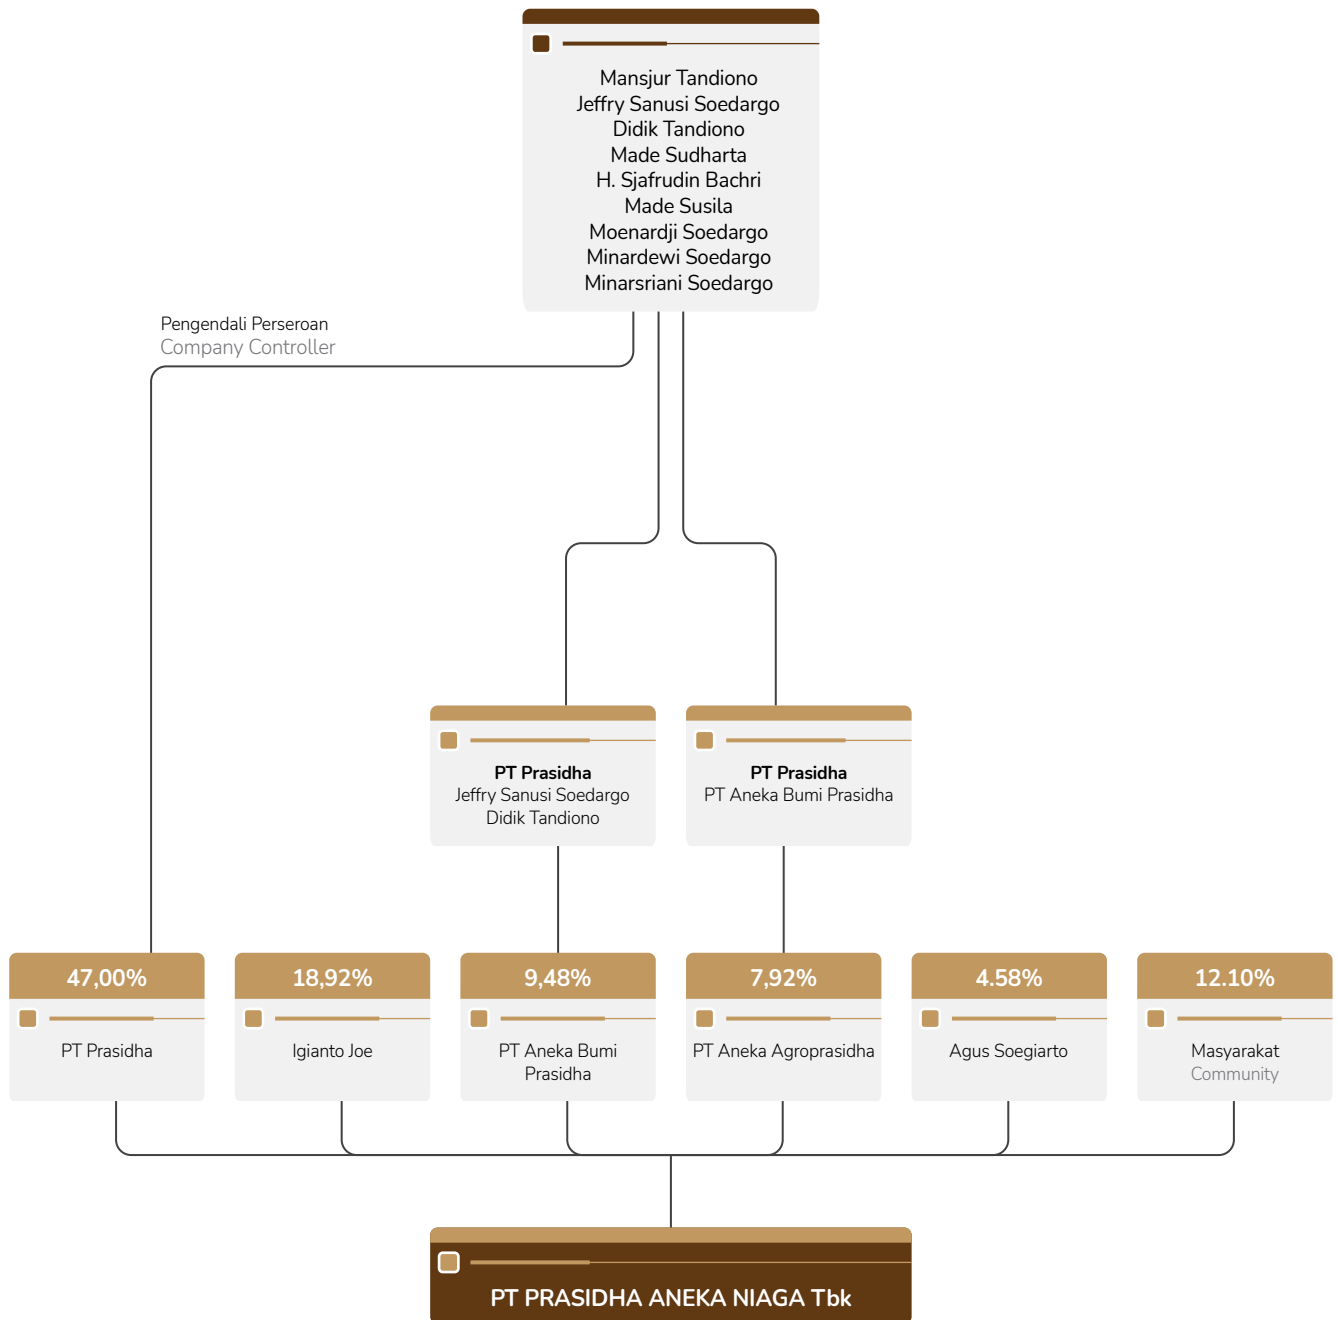 Mansjur Tandiono
Jeffry Sanusi Soedargo
Didik Tandiono
Made Sudharta
H. Sjafrudin Bachri
Made Susila
Moenardji Soedargo
Minardewi Soedargo
Minarsriani Soedargo
Pengendali Perseroan
Company Controller
PT Prasidha
Jeffry Sanusi Soedargo
Didik Tandiono
PT Prasidha
PT Aneka Bumi Prasidha
47,00%
PT Prasidha
18,92%
Igianto Joe
9,48%
PT Aneka Bumi
Prasidha
7,92%
PT Aneka Agroprasidha
4.58%
Agus Soegiarto
12.10%
Masyarakat
Community
PT PRASIDHA ANEKA NIAGA Tbk